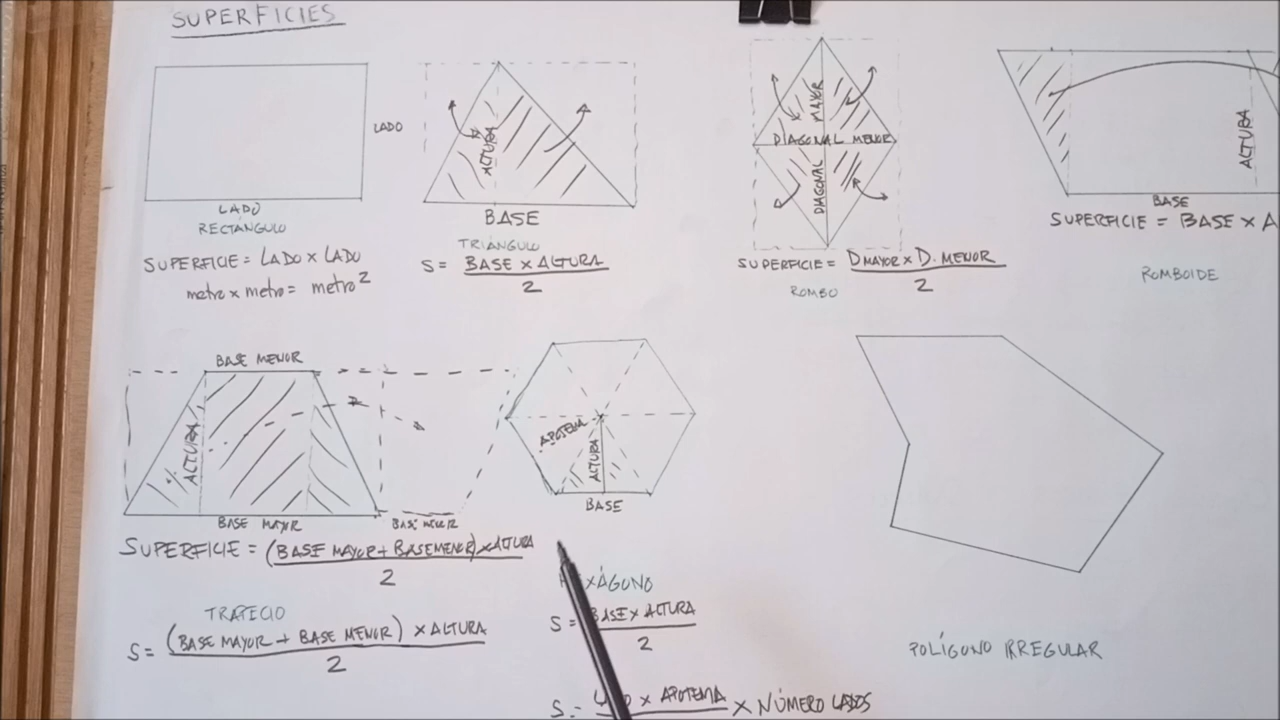 SUPERFICIES
LADO
LADO
RECTÁNGULO
SUPERFICIE = LADO X LADO
metro x metro = metro 2
ALTURA
BASE
TRIÁNGULO
S = BASE X ALTURA
2
MAYOR
DIAGONAL MENOR
DIAGONAL
SUPERFICIE = D MAYOR X D. MENOR
2
ROMBO
ALTURA
BASE
SUPERFICIE = BASE X A
ROMBOIDE
BASE MENOR
ALTURA
BASE MAYOR
BASE MENOR
SUPERFICIE = (BASE MAYOR + BASE MENOR) X ALTURA
2
TRAPECIO
S = (BASE MAYOR + BASE MENOR) X ALTURA
2
APOTEMA
ALTURA
BASE
XÁGONO
S = BASE X ALTURA
2
S = X APOTEMA X NÚMERO LADOS
POLÍGONO IRREGULAR